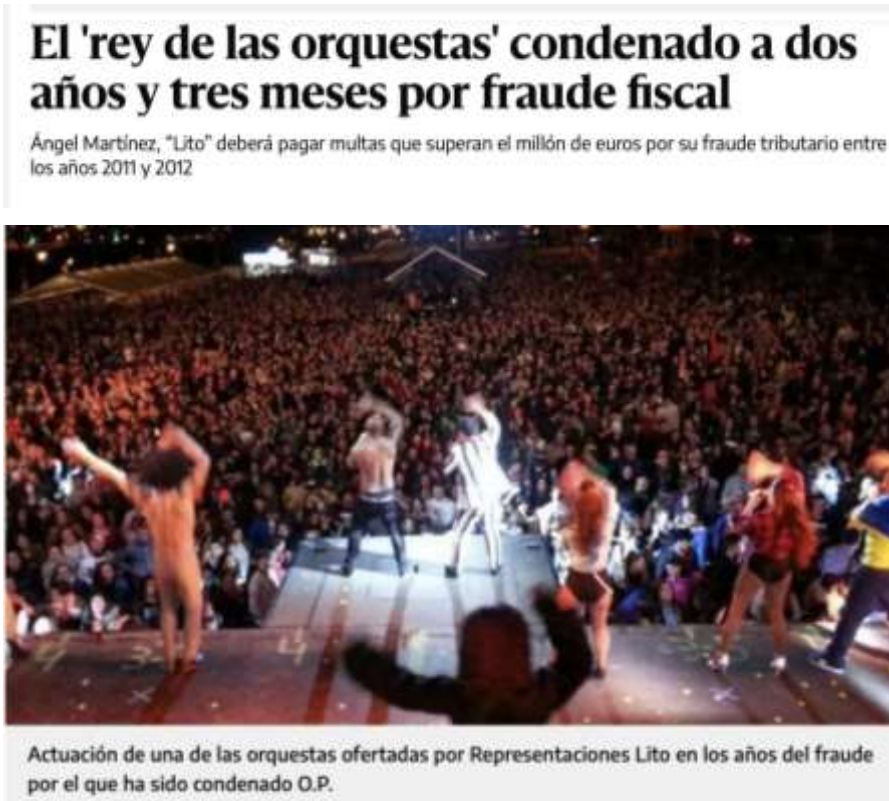 El 'rey de las orquestas' condenado a dos
años y tres meses por fraude fiscal
Ángel Martínez, “Lito” deberá pagar multas que superan el millón de euros por su fraude tributario entre
los años 2011 y 2012
Actuación de una de las orquestas ofertadas por Representaciones Lito en los años del fraude
por el que ha sido condenado O.P.